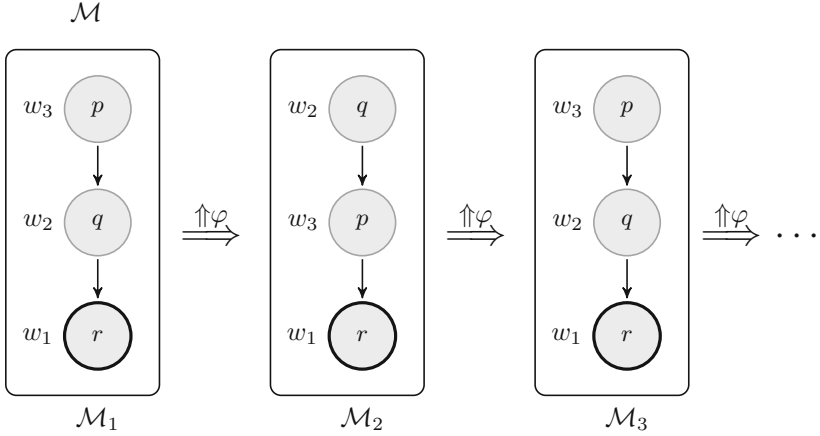 ℳ
w₃ p w₂ q w₃ p
w₂ q ⇑φ w₃ p ⇑φ w₂ q ⇑φ ...
w₁ r w₁ r w₁ r
ℳ₁ ℳ₂ ℳ₃